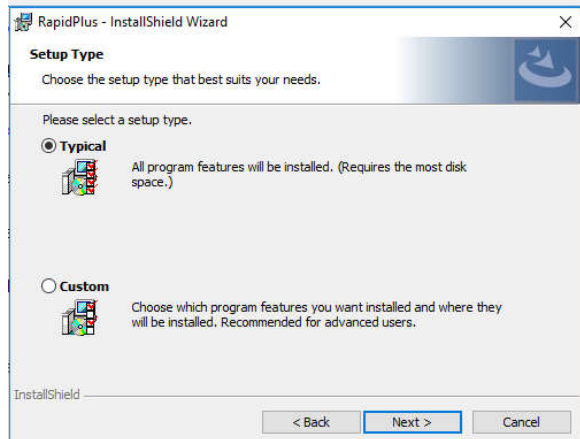 RapidPlus - InstallShield Wizard
Setup Type
Choose the setup type that best suits your needs.
Please select a setup type.
Typical
All program features will be installed. (Requires the most disk
space.)
Custom
Choose which program features you want installed and where they
will be installed. Recommended for advanced users.
InstallShield
< Back Next > Cancel